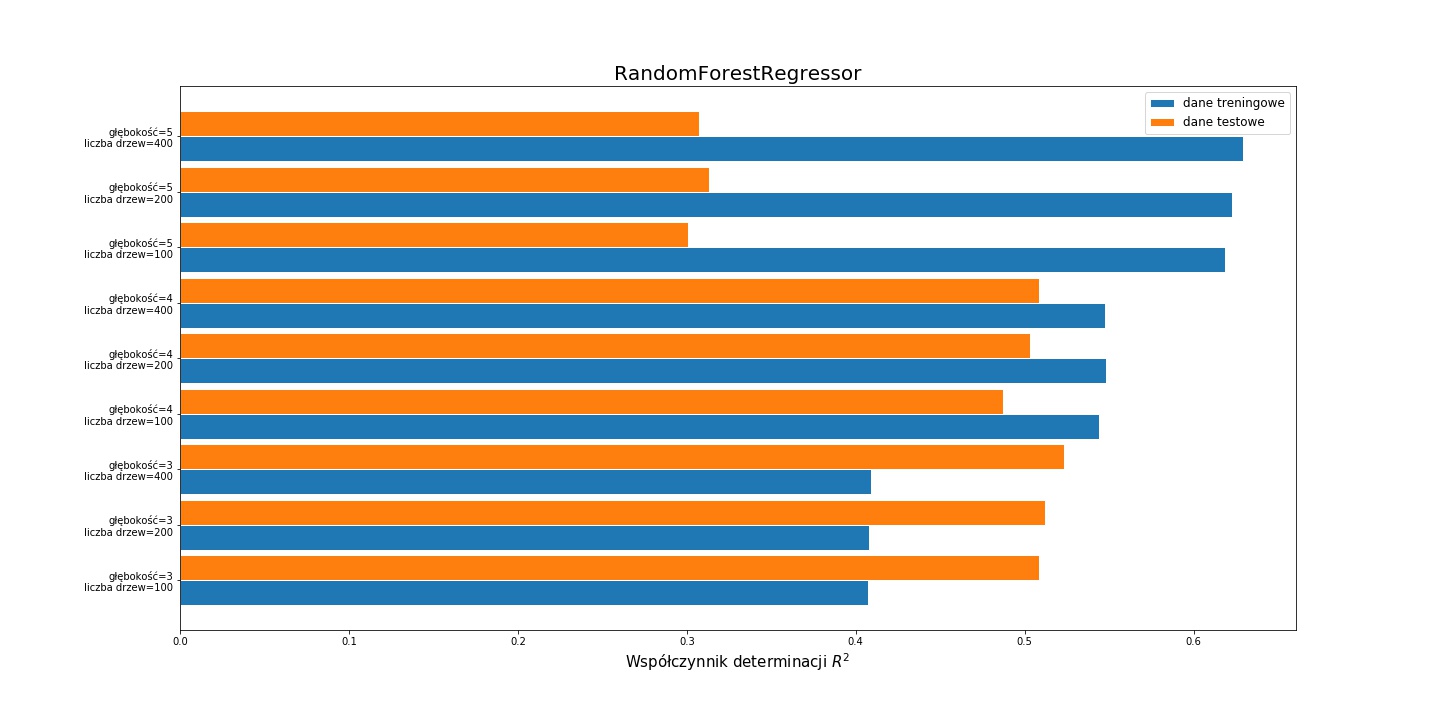 RandomForestRegressor
dane treningowe
dane testowe
głębokość=5
liczba drzew=400
głębokość=5
liczba drzew=200
głębokość=5
liczba drzew=100
głębokość=4
liczba drzew=400
głębokość=4
liczba drzew=200
głębokość=4
liczba drzew=100
głębokość=3
liczba drzew=400
głębokość=3
liczba drzew=200
głębokość=3
liczba drzew=100
0.0 0.1 0.2 0.3 0.4 0.5 0.6
Współczynnik determinacji R²